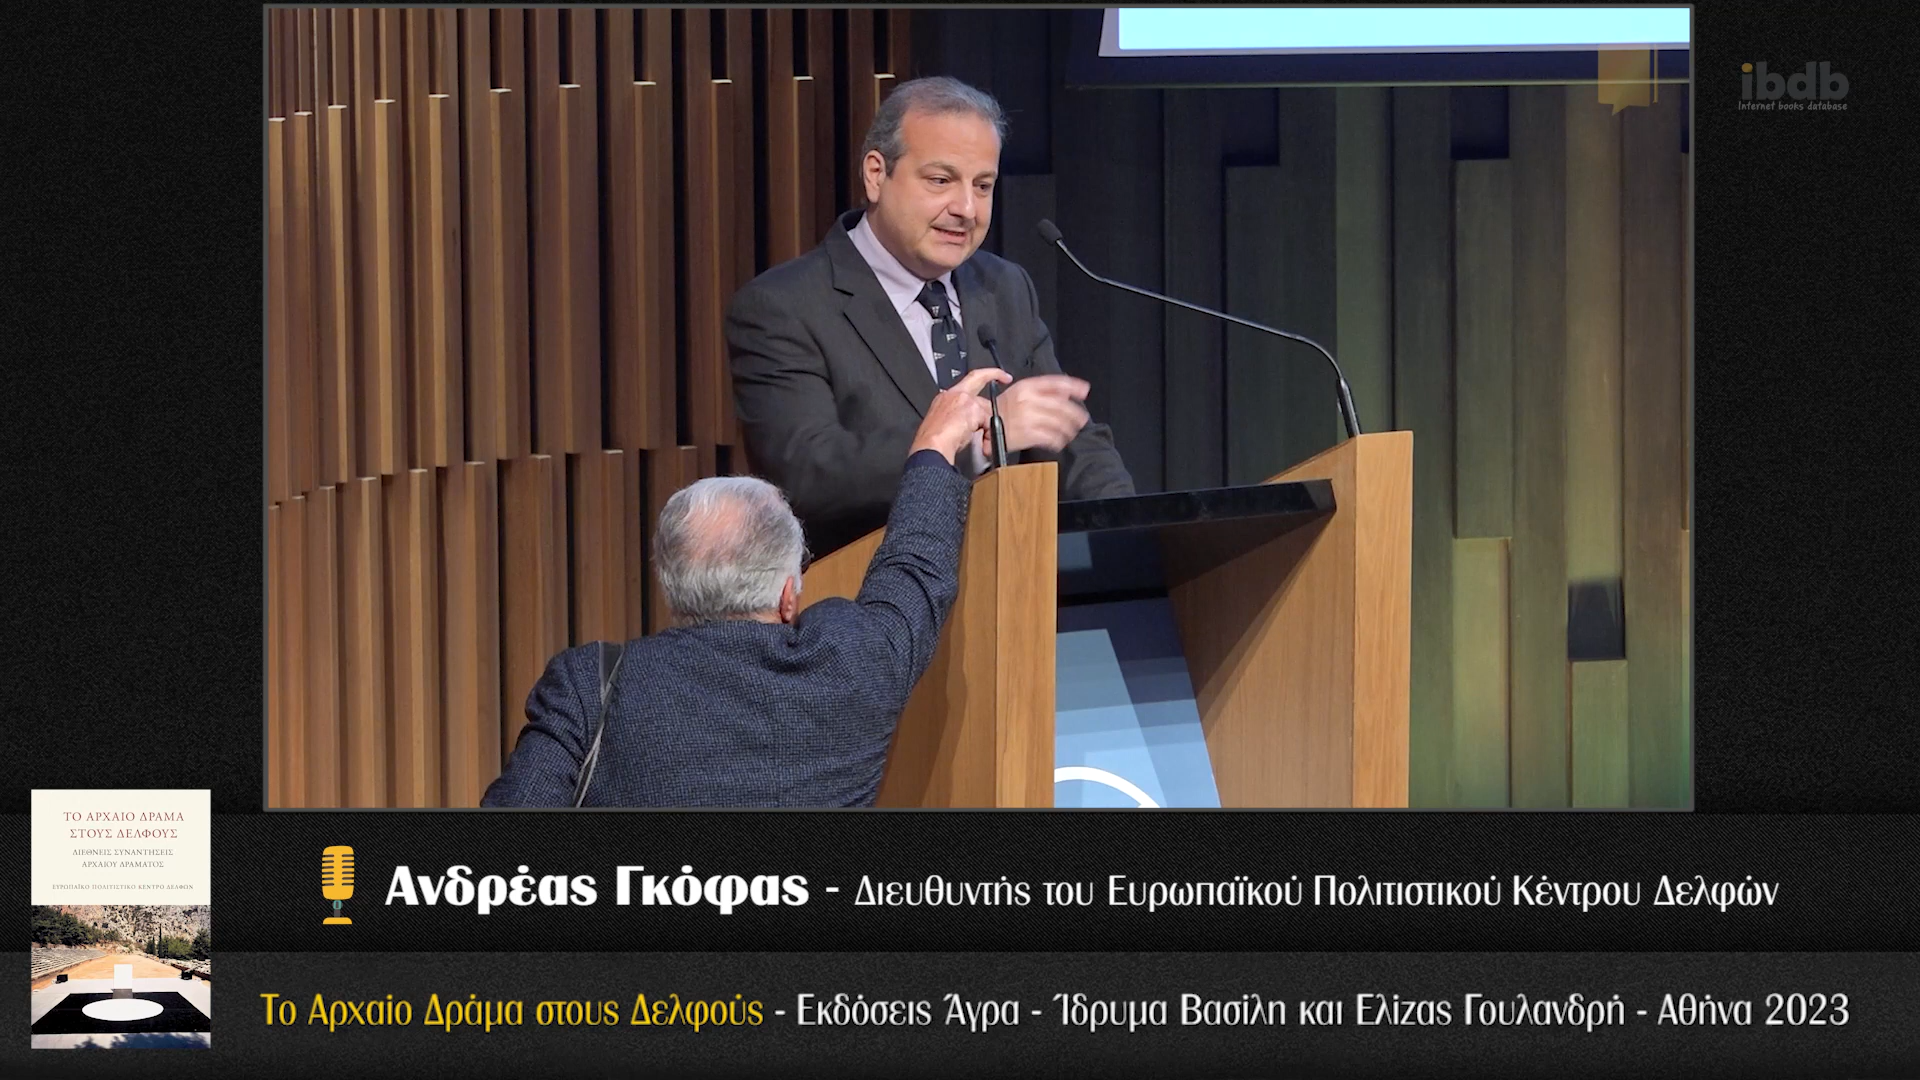 ibdb
Internet books database
ΤΟ ΑΡΧΑΙΟ ΔΡΑΜΑ
ΣΤΟΥΣ ΔΕΛΦΟΥΣ
ΔΙΕΘΝΕΙΣ ΣΥΝΑΝΤΗΣΕΙΣ
ΑΡΧΑΙΟΥ ΔΡΑΜΑΤΟΣ
ΕΥΡΩΠΑΪΚΟ ΠΟΛΙΤΙΣΤΙΚΟ ΚΕΝΤΡΟ ΔΕΛΦΩΝ
Ανδρέας Γκόφας - Διευθυντής του Ευρωπαϊκού Πολιτιστικού Κέντρου Δελφών
Το Αρχαίο Δράμα στους Δελφούς - Εκδόσεις Άγρα - Ίδρυμα Βασίλη και Ελίζας Γουλανδρή - Αθήνα 2023